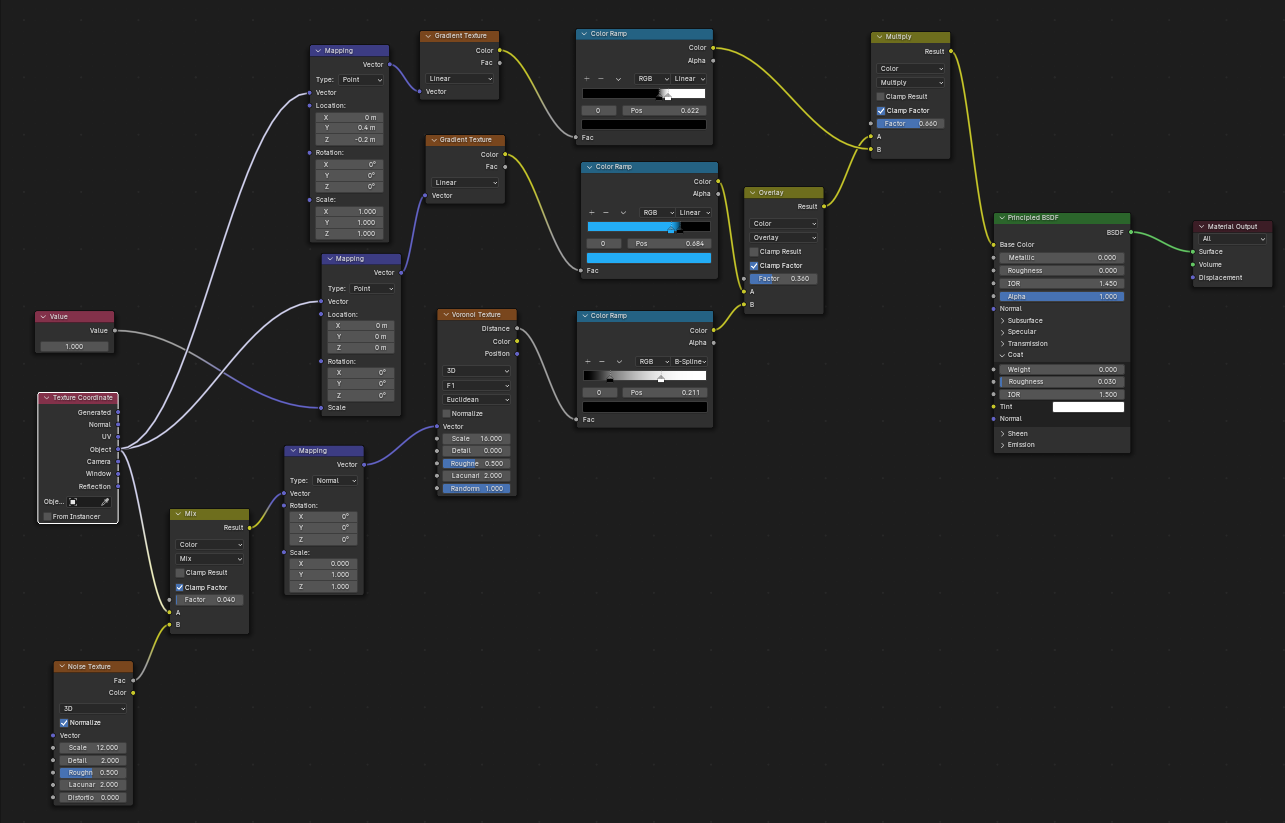 Value
Value
1.000
Texture Coordinate
Generated
Normal
UV
Object
Camera
Window
Reflection
Obje...
From Instancer
Noise Texture
Fac
Color
3D
Normalize
Vector
Scale 12.000
Detail 2.000
Roughn 0.500
Lacunar 2.000
Distortio 0.000
Mix
Result
Color
Mix
Clamp Result
Clamp Factor
Factor 0.040
A
B
Mapping
Vector
Type: Point
Vector
Location:
X 0 m
Y 0.4 m
Z -0.2 m
Rotation:
X 0°
Y 0°
Z 0°
Scale:
X 1.000
Y 1.000
Z 1.000
Mapping
Vector
Type: Point
Vector
Location:
X 0 m
Y 0 m
Z 0 m
Rotation:
X 0°
Y 0°
Z 0°
Scale
Mapping
Vector
Type: Normal
Vector
Rotation:
X 0°
Y 0°
Z 0°
Scale:
X 0.000
Y 1.000
Z 1.000
Gradient Texture
Color
Fac
Linear
Vector
Gradient Texture
Color
Fac
Linear
Vector
Voronoi Texture
Distance
Color
Position
3D
F1
Euclidean
Normalize
Vector
Scale 16.000
Detail 0.000
Roughne 0.500
Lacunari 2.000
Randomn 1.000
Color Ramp
Color
Alpha
+ − RGB Linear
0 Pos 0.622
Fac
Color Ramp
Color
Alpha
+ − RGB Linear
0 Pos 0.684
Fac
Color Ramp
Color
Alpha
+ − RGB B-Spline
0 Pos 0.211
Fac
Overlay
Result
Color
Overlay
Clamp Result
Clamp Factor
Factor 0.360
A
B
Multiply
Result
Color
Multiply
Clamp Result
Clamp Factor
Factor 0.660
A
B
Principled BSDF
BSDF
Base Color
Metallic 0.000
Roughness 0.000
IOR 1.450
Alpha 1.000
Normal
Subsurface
Specular
Transmission
Coat
Weight 0.000
Roughness 0.030
IOR 1.500
Tint
Normal
Sheen
Emission
Material Output
All
Surface
Volume
Displacement